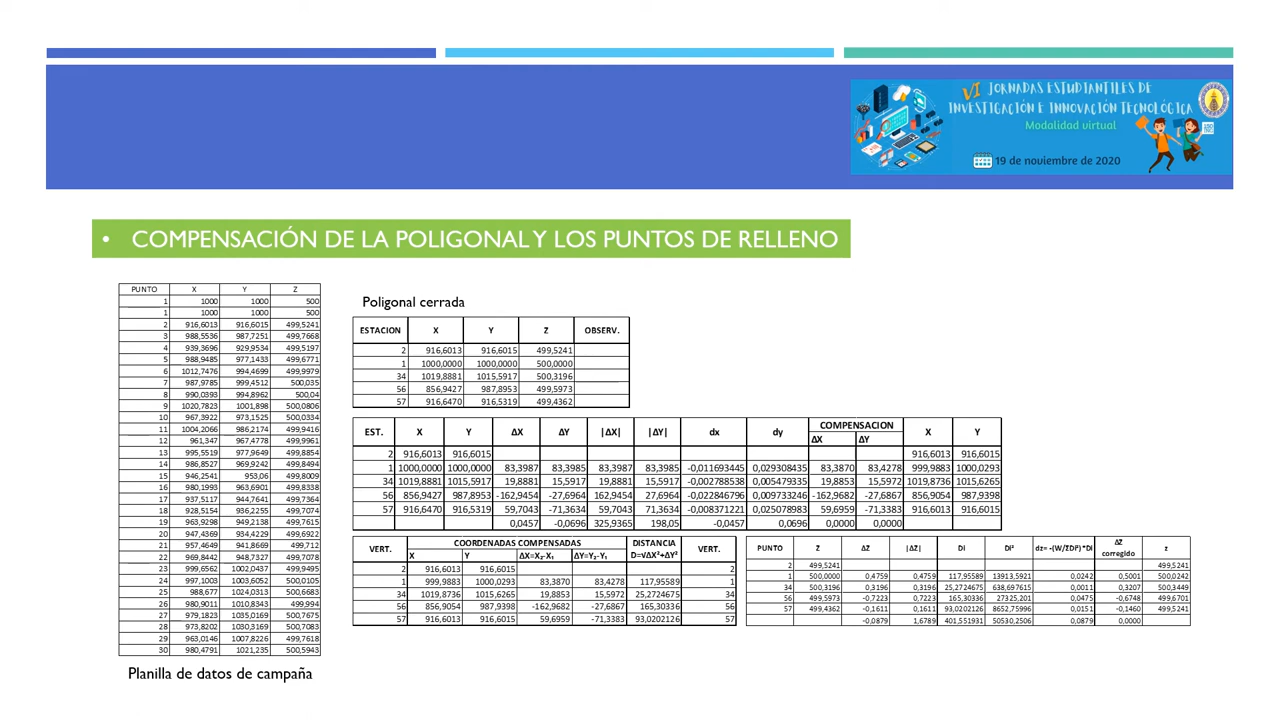 VI JORNADAS ESTUDIANTILES DE
INVESTIGACIÓN E INNOVACIÓN TECNOLÓGICA
Modalidad virtual
19 de noviembre de 2020
• COMPENSACIÓN DE LA POLIGONAL Y LOS PUNTOS DE RELLENO
PUNTO X Y Z
1 1000 1000 500
1 1000 1000 500
2 916,6013 916,6015 499,5241
3 988,5536 987,7251 499,7668
4 939,3696 929,9534 499,5197
5 988,9485 977,1433 499,6771
6 1012,7476 994,4699 499,9979
7 987,9785 999,4512 500,035
8 990,0393 994,8962 500,04
9 1020,7823 1001,898 500,0806
10 967,3922 973,1525 500,0334
11 1004,2066 986,2174 499,9416
12 961,347 967,4778 499,9961
13 995,5519 977,9649 499,8854
14 986,8527 969,9242 499,8494
15 946,2541 953,06 499,8009
16 980,1993 963,6901 499,8338
17 937,5117 944,7641 499,7364
18 928,5154 936,2255 499,7074
19 963,9298 949,2138 499,7615
20 947,4369 934,4229 499,6922
21 957,4649 941,8669 499,712
22 969,8442 948,7327 499,7078
23 999,6562 1002,0437 499,9495
24 997,1003 1003,6052 500,0105
25 988,677 1024,0313 500,6683
26 980,9011 1010,8343 499,994
27 979,1823 1035,0169 500,7675
28 973,8202 1030,3169 500,7083
29 963,0146 1007,8226 499,7618
30 980,4791 1021,235 500,5943
Planilla de datos de campaña
Poligonal cerrada
ESTACION X Y Z OBSERV.
2 916,6013 916,6015 499,5241
1 1000,0000 1000,0000 500,0000
34 1019,8881 1015,5917 500,3196
56 856,9427 987,8953 499,5973
57 916,6470 916,5319 499,4362
COMPENSACION
EST. X Y ΔX ΔY |ΔX| |ΔY| dx dy ΔX ΔY X Y
2 916,6013 916,6015 916,6013 916,6015
1 1000,0000 1000,0000 83,3987 83,3985 83,3987 83,3985 -0,011693445 0,029308435 83,3870 83,4278 999,9883 1000,0293
34 1019,8881 1015,5917 19,8881 15,5917 19,8881 15,5917 -0,002788538 0,005479335 19,8853 15,5972 1019,8736 1015,6265
56 856,9427 987,8953 -162,9454 -27,6964 162,9454 27,6964 -0,022846796 0,009733246 -162,9682 -27,6867 856,9054 987,9398
57 916,6470 916,5319 59,7043 -71,3634 59,7043 71,3634 -0,008371221 0,025078983 59,6959 -71,3383 916,6013 916,6015
0,0457 -0,0696 325,9365 198,05 -0,0457 0,0696 0,0000 0,0000
COORDENADAS COMPENSADAS DISTANCIA
VERT. X Y ΔX=X₂-X₁ ΔY=Y₂-Y₁ D=√ΔX²+ΔY² VERT.
2 916,6013 916,6015 2
1 999,9883 1000,0293 83,3870 83,4278 117,95589 1
34 1019,8736 1015,6265 19,8853 15,5972 25,2724675 34
56 856,9054 987,9398 -162,9682 -27,6867 165,30336 56
57 916,6013 916,6015 59,6959 -71,3383 93,0202126 57
PUNTO Z ΔZ |ΔZ| Di Di² dz= -(W/ΣDi²)*Di ΔZ corregido z
2 499,5241 499,5241
1 500,0000 0,4759 0,4759 117,95589 13913,5921 0,0242 0,5001 500,0242
34 500,3196 0,3196 0,3196 25,2724675 638,697615 0,0011 0,3207 500,3449
56 499,5973 -0,7223 0,7223 165,30336 27325,201 0,0475 -0,6748 499,6701
57 499,4362 -0,1611 0,1611 93,0202126 8652,75996 0,0151 -0,1460 499,5241
-0,0879 1,6789 401,551931 50530,2506 0,0879 0,0000